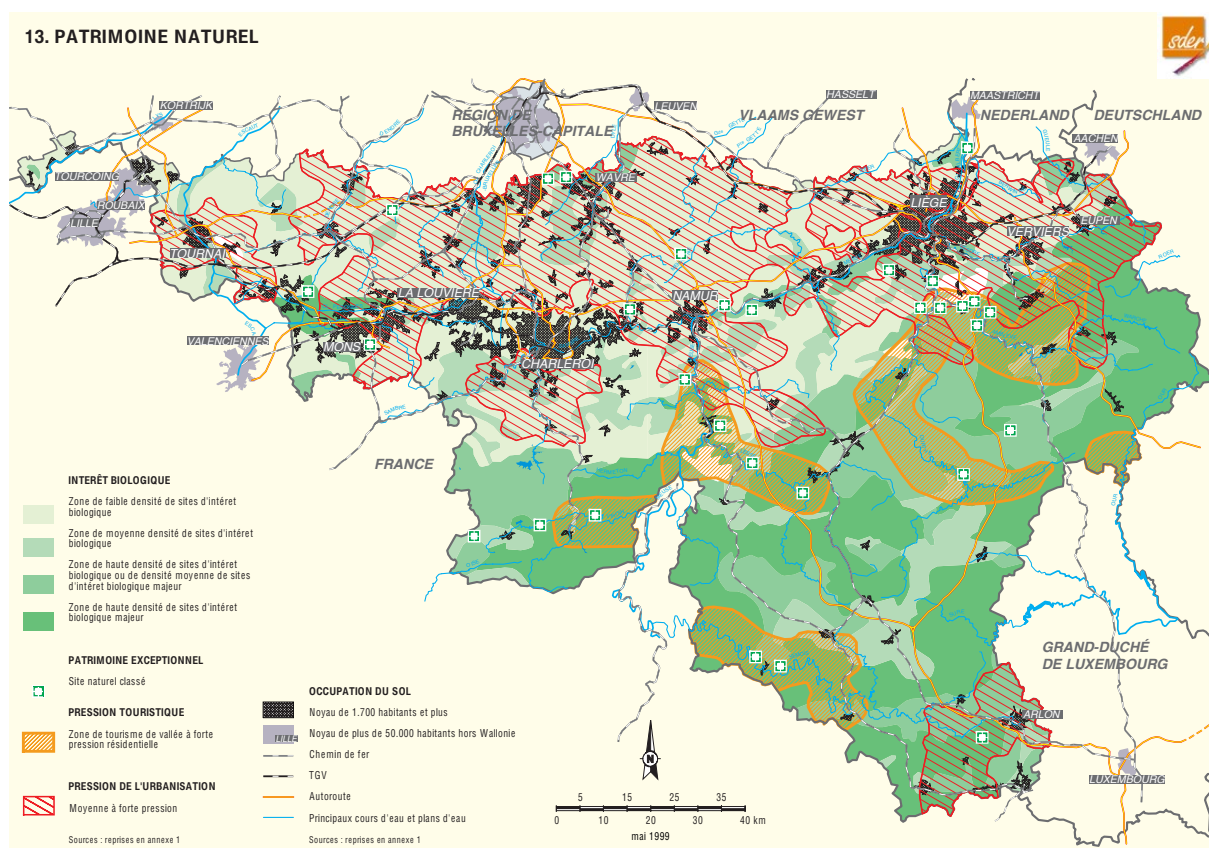 13. PATRIMOINE NATUREL
sder
KORTRIJK
HASSELT
MAASTRICHT
LEUVEN
RÉGION DE
BRUXELLES-CAPITALE
VLAAMS GEWEST
NEDERLAND
DEUTSCHLAND
AACHEN
TOURCOING
WAVRE
ROUBAIX
LILLE
LIÈGE
EUPEN
VERVIERS
TOURNAI
LA LOUVIÈRE
NAMUR
VALENCIENNES
MONS
CHARLEROI
SAMBRE
FRANCE
INTERÊT BIOLOGIQUE
Zone de faible densité de sites d'intéret
biologique
Zone de moyenne densité de sites d'intéret
biologique
Zone de haute densité de sites d'intéret
biologique ou de densité moyenne de sites
d'intéret biologique majeur
Zone de haute densité de sites d'intéret
biologique majeur
GRAND-DUCHÉ
DE LUXEMBOURG
ARLON
LUXEMBOURG
PATRIMOINE EXCEPTIONNEL
Site naturel classé
PRESSION TOURISTIQUE
Zone de tourisme de vallée à forte
pression résidentielle
PRESSION DE L'URBANISATION
Moyenne à forte pression
Sources : reprises en annexe 1
OCCUPATION DU SOL
Noyau de 1.700 habitants et plus
LILLE
Noyau de plus de 50.000 habitants hors Wallonie
Chemin de fer
TGV
Autoroute
Principaux cours d'eau et plans d'eau
Sources : reprises en annexe 1
N
5 15 25 35
0 10 20 30 40 km
mai 1999